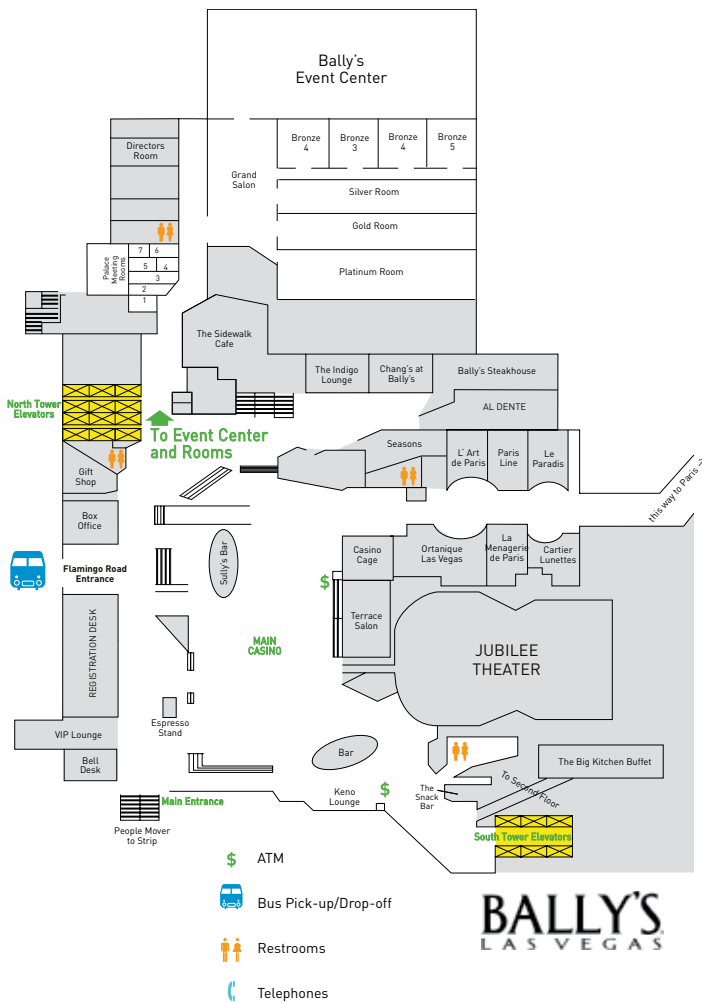 Bally's
Event Center
Bronze
4
Bronze
3
Bronze
4
Bronze
5
Directors
Room
Grand
Salon
Silver Room
Gold Room
Platinum Room
Palace
Meeting
Rooms
7
6
5
4
3
2
1
The Sidewalk
Cafe
The Indigo
Lounge
Chang's at
Bally's
Bally's Steakhouse
AL DENTE
North Tower
Elevators
To Event Center
and Rooms
Seasons
L' Art
de Paris
Paris
Line
Le
Paradis
this way to Paris
Gift
Shop
Box
Office
Flamingo Road
Entrance
Sully's Bar
Casino
Cage
Ortanique
Las Vegas
La
Menagerie
de Paris
Cartier
Lunettes
$
Terrace
Salon
REGISTRATION DESK
MAIN
CASINO
JUBILEE
THEATER
Espresso
Stand
VIP Lounge
Bell
Desk
Bar
The Big Kitchen Buffet
To Second Floor
The
Snack
Bar
Keno
Lounge
$
Main Entrance
People Mover
to Strip
South Tower Elevators
$ ATM
Bus Pick-up/Drop-off
Restrooms
Telephones
BALLY'S
LAS VEGAS